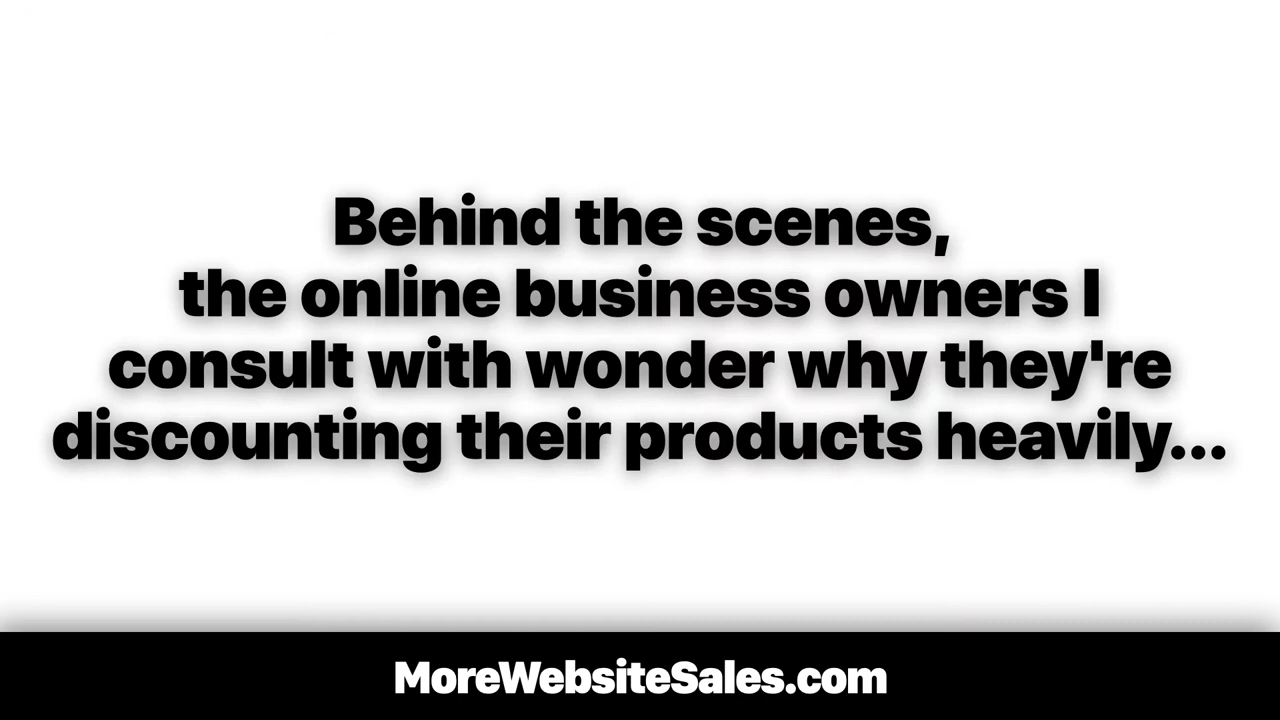 Behind the scenes,
the online business owners I
consult with wonder why they're
discounting their products heavily...
MoreWebsiteSales.com